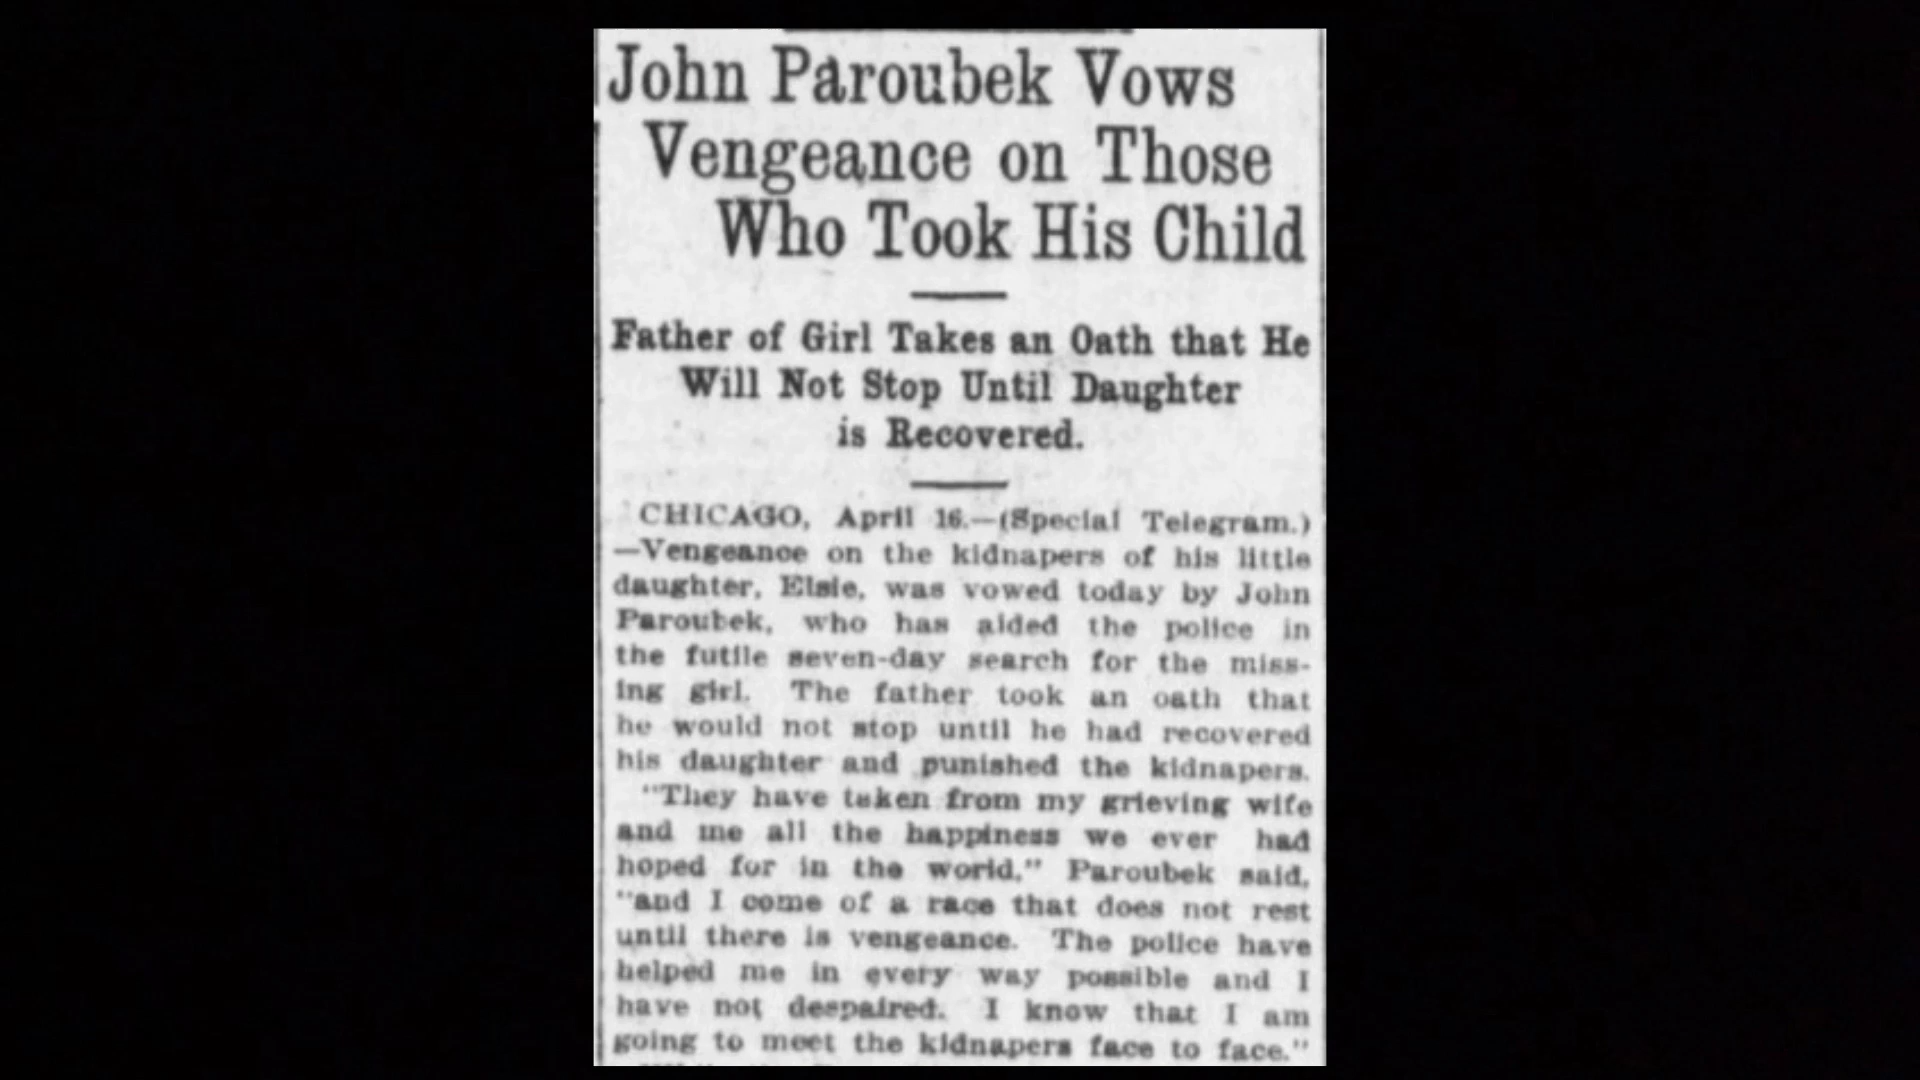 John Paroubek Vows
Vengeance on Those
Who Took His Child
Father of Girl Takes an Oath that He
Will Not Stop Until Daughter
is Recovered.
CHICAGO, April 16.—(Special Telegram.)
—Vengeance on the kidnapers of his little
daughter, Elsie, was vowed today by John
Paroubek, who has aided the police in
the futile seven-day search for the miss-
ing girl. The father took an oath that
he would not stop until he had recovered
his daughter and punished the kidnapers.
"They have taken from my grieving wife
and me all the happiness we ever had
hoped for in the world," Paroubek said,
"and I come of a race that does not rest
until there is vengeance. The police have
helped me in every way possible and I
have not despaired. I know that I am
going to meet the kidnapers face to face."